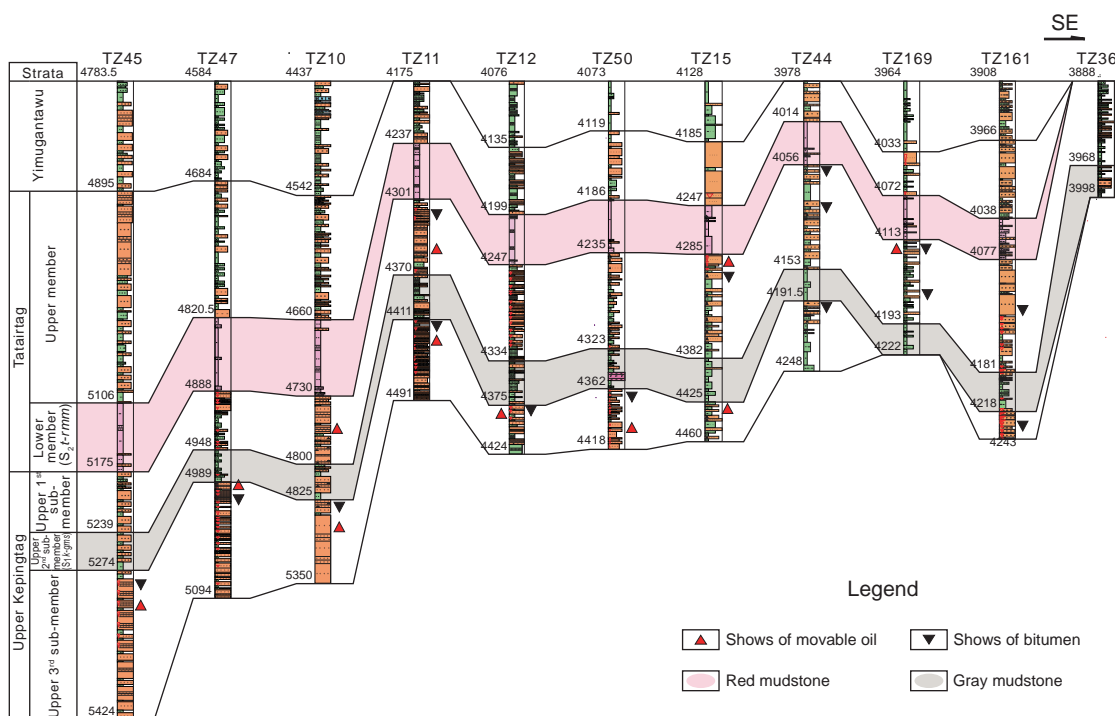 SE
TZ45 TZ47 TZ10 TZ11 TZ12 TZ50 TZ15 TZ44 TZ169 TZ161 TZ36
Strata 4783.5 4584 4437 4175 4076 4073 4128 3978 3964 3908 3888
Yimugantawu
4895 4684 4542
4237 4135 4119 4185 4014 4033 3966 3968
Tatairtag
Upper member
5106 4820.5 4660 4301 4199 4186 4247 4056 4072 4038 3998
Lower
member
(S₂t-rmm)
5175 4888 4730 4370 4247 4235 4285 4153 4113 4077
Upper Kepingtag
Upper 1st
sub-
member
5239 4948 4800 4411 4334 4323 4382 4191.5 4193 4181
Upper
2nd sub-
member
(S₁k-gms)
5274 4989 4825 4491 4375 4362 4425 4248 4222 4218
Upper 3rd sub-member
5424 5094 5350 4424 4418 4460 4243
Legend
Shows of movable oil
Shows of bitumen
Red mudstone
Gray mudstone